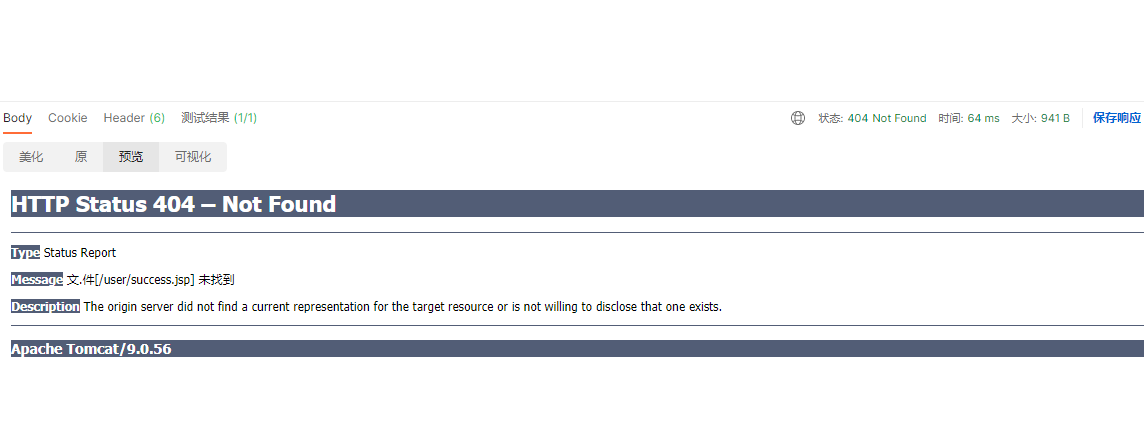 Body Cookie Header (6) 测试结果 (1/1) 状态: 404 Not Found 时间: 64 ms 大小: 941 B 保存响应
美化 原 预览 可视化
HTTP Status 404 – Not Found
Type Status Report
Message 文.件[/user/success.jsp] 未找到
Description The origin server did not find a current representation for the target resource or is not willing to disclose that one exists.
Apache Tomcat/9.0.56